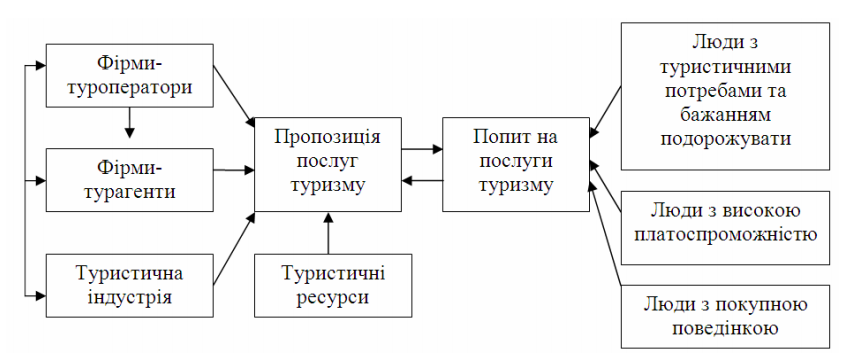 Фірми-
туроператори
Фірми-
турагенти
Туристична
індустрія
Пропозиція
послуг
туризму
Туристичні
ресурси
Попит на
послуги
туризму
Люди з
туристичними
потребами та
бажанням
подорожувати
Люди з високою
платоспроможністю
Люди з покупною
поведінкою